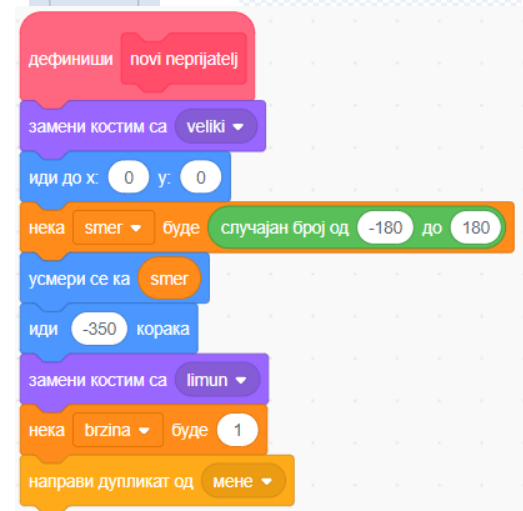 дефиниши novi neprijatelj
замени костим са veliki
иди до x: 0 y: 0
нека smer буде случајан број од -180 до 180
усмери се ка smer
иди -350 корака
замени костим са limun
нека brzina буде 1
направи дупликат од мене